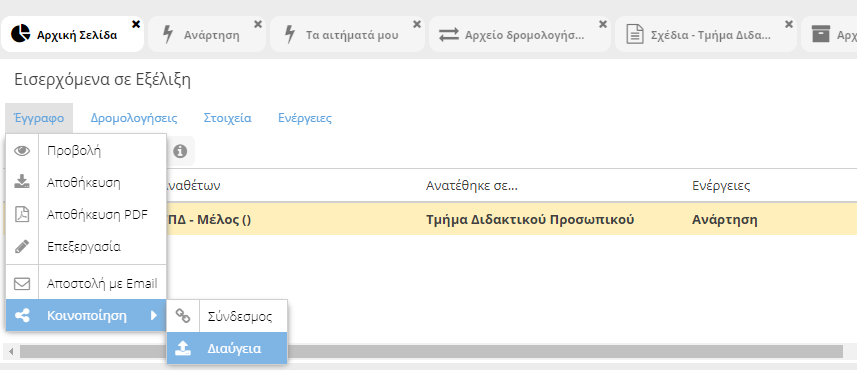 Αρχική Σελίδα
Ανάρτηση
Τα αιτήματά μου
Αρχείο δρομολογήσ...
Σχέδια - Τμήμα Διδα...
Αρχ
Εισερχόμενα σε Εξέλιξη
Έγγραφο Δρομολογήσεις Στοιχεία Ενέργειες
Προβολή
Αποθήκευση
Αποθήκευση PDF
Επεξεργασία
Αποστολή με Email
Κοινοποίηση
Σύνδεσμος
Διαύγεια
Ανατέθηκε σε... Ενέργειες
ΠΔ - Μέλος () Τμήμα Διδακτικού Προσωπικού Ανάρτηση